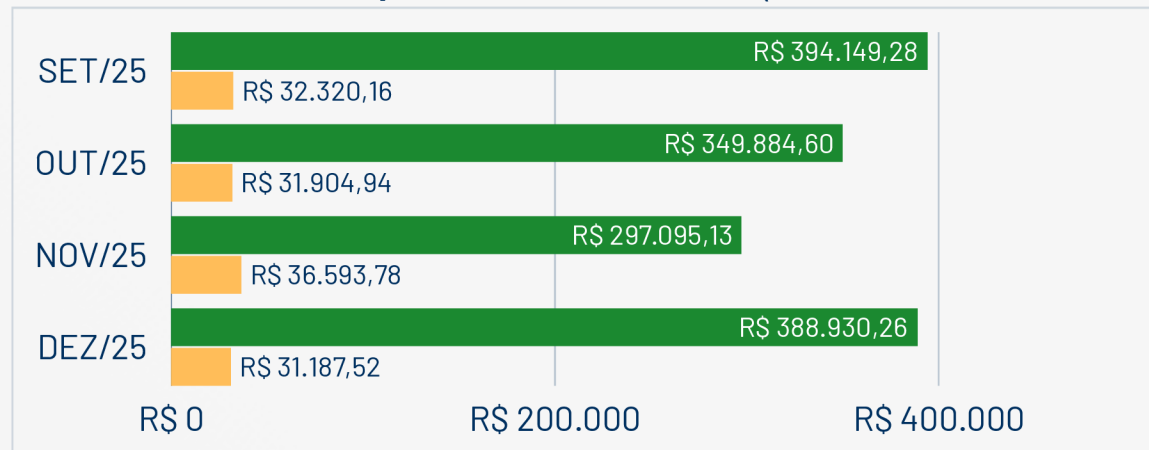 SET/25
R$ 394.149,28
R$ 32.320,16
OUT/25
R$ 349.884,60
R$ 31.904,94
NOV/25
R$ 297.095,13
R$ 36.593,78
DEZ/25
R$ 388.930,26
R$ 31.187,52
R$ 0 R$ 200.000 R$ 400.000